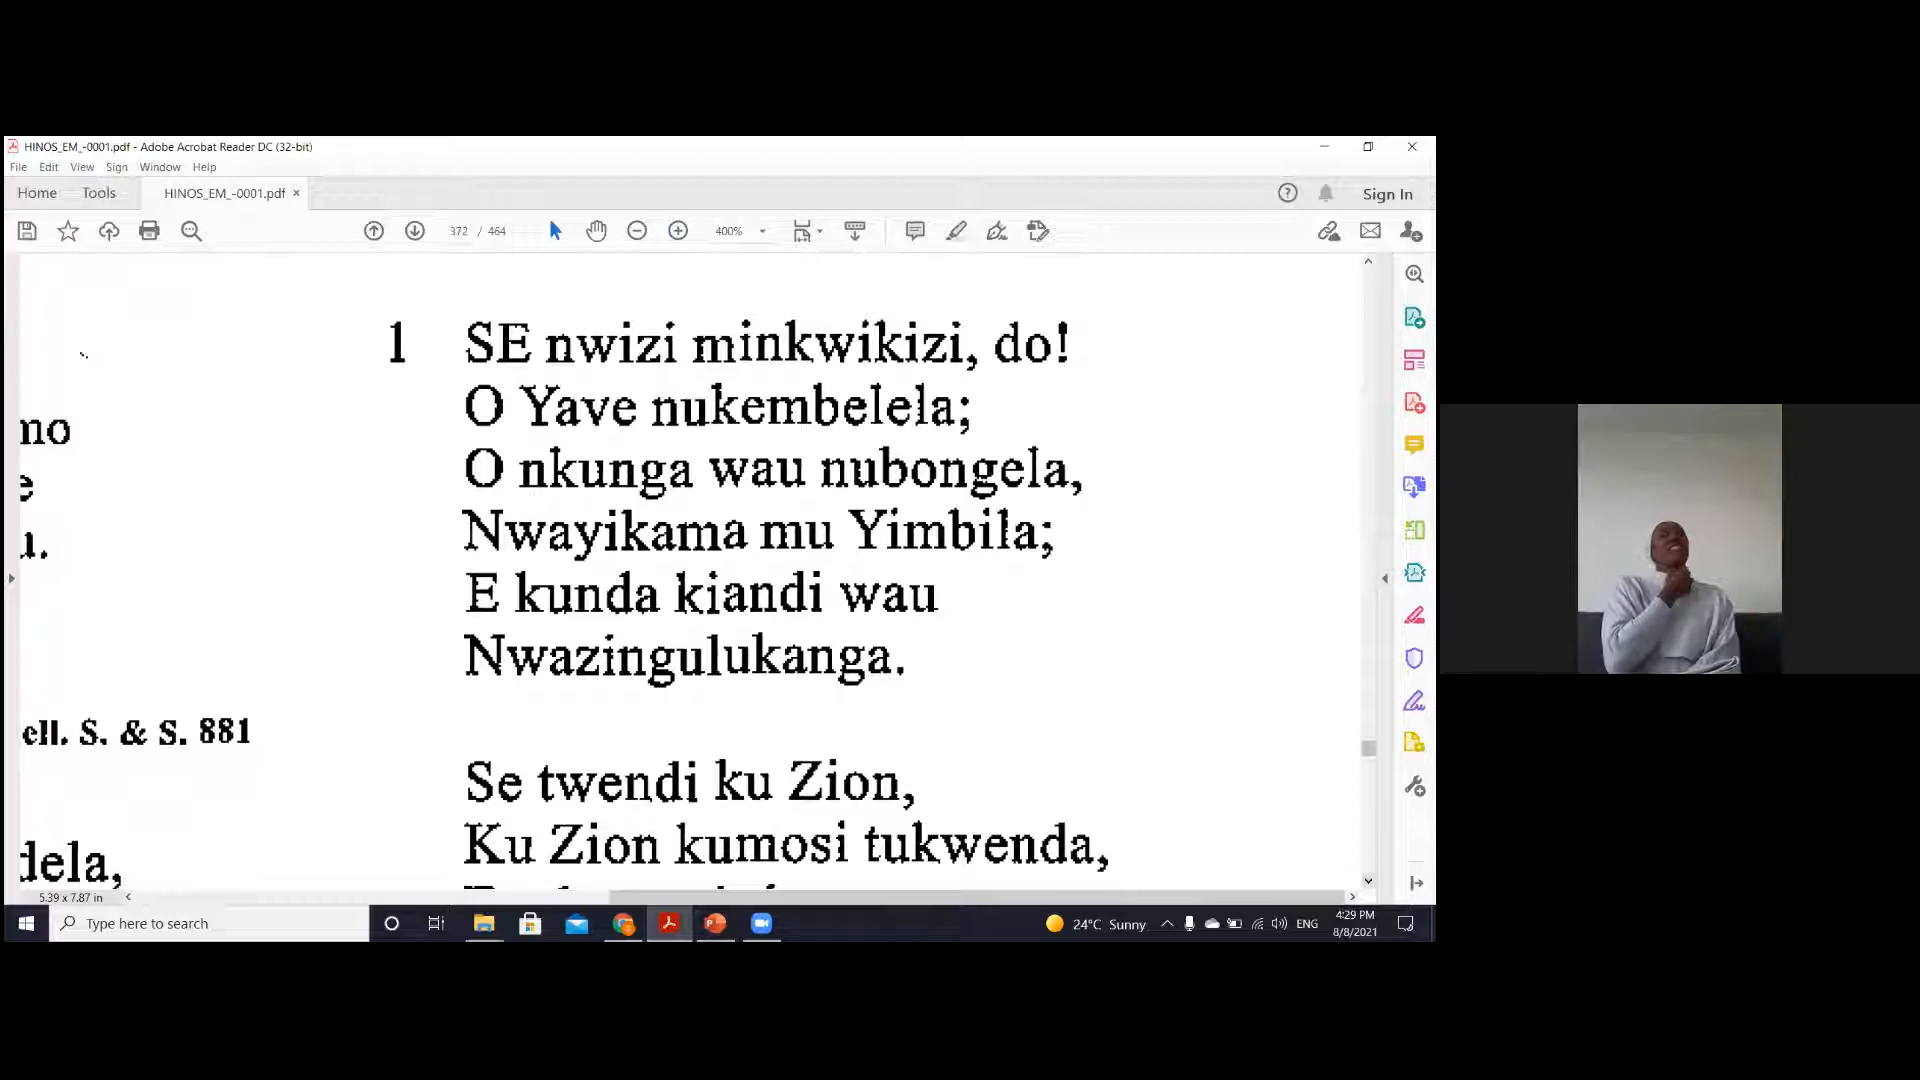 HINOS_EM_-0001.pdf - Adobe Acrobat Reader DC (32-bit)
File Edit View Sign Window Help
Home Tools HINOS_EM_-0001.pdf × Sign In
372 / 464 400%
1 SE nwizi minkwikizi, do!
O Yave nukembelela;
O nkunga wau nubongela,
Nwayikama mu Yimbila;
E kunda kiandi wau
Nwazingulukanga.
Se twendi ku Zion,
Ku Zion kumosi tukwenda,
mo
e
u.
ell. S. & S. 881
dela,
5.39 x 7.87 in
Type here to search
24°C Sunny ENG 4:29 PM
8/8/2021